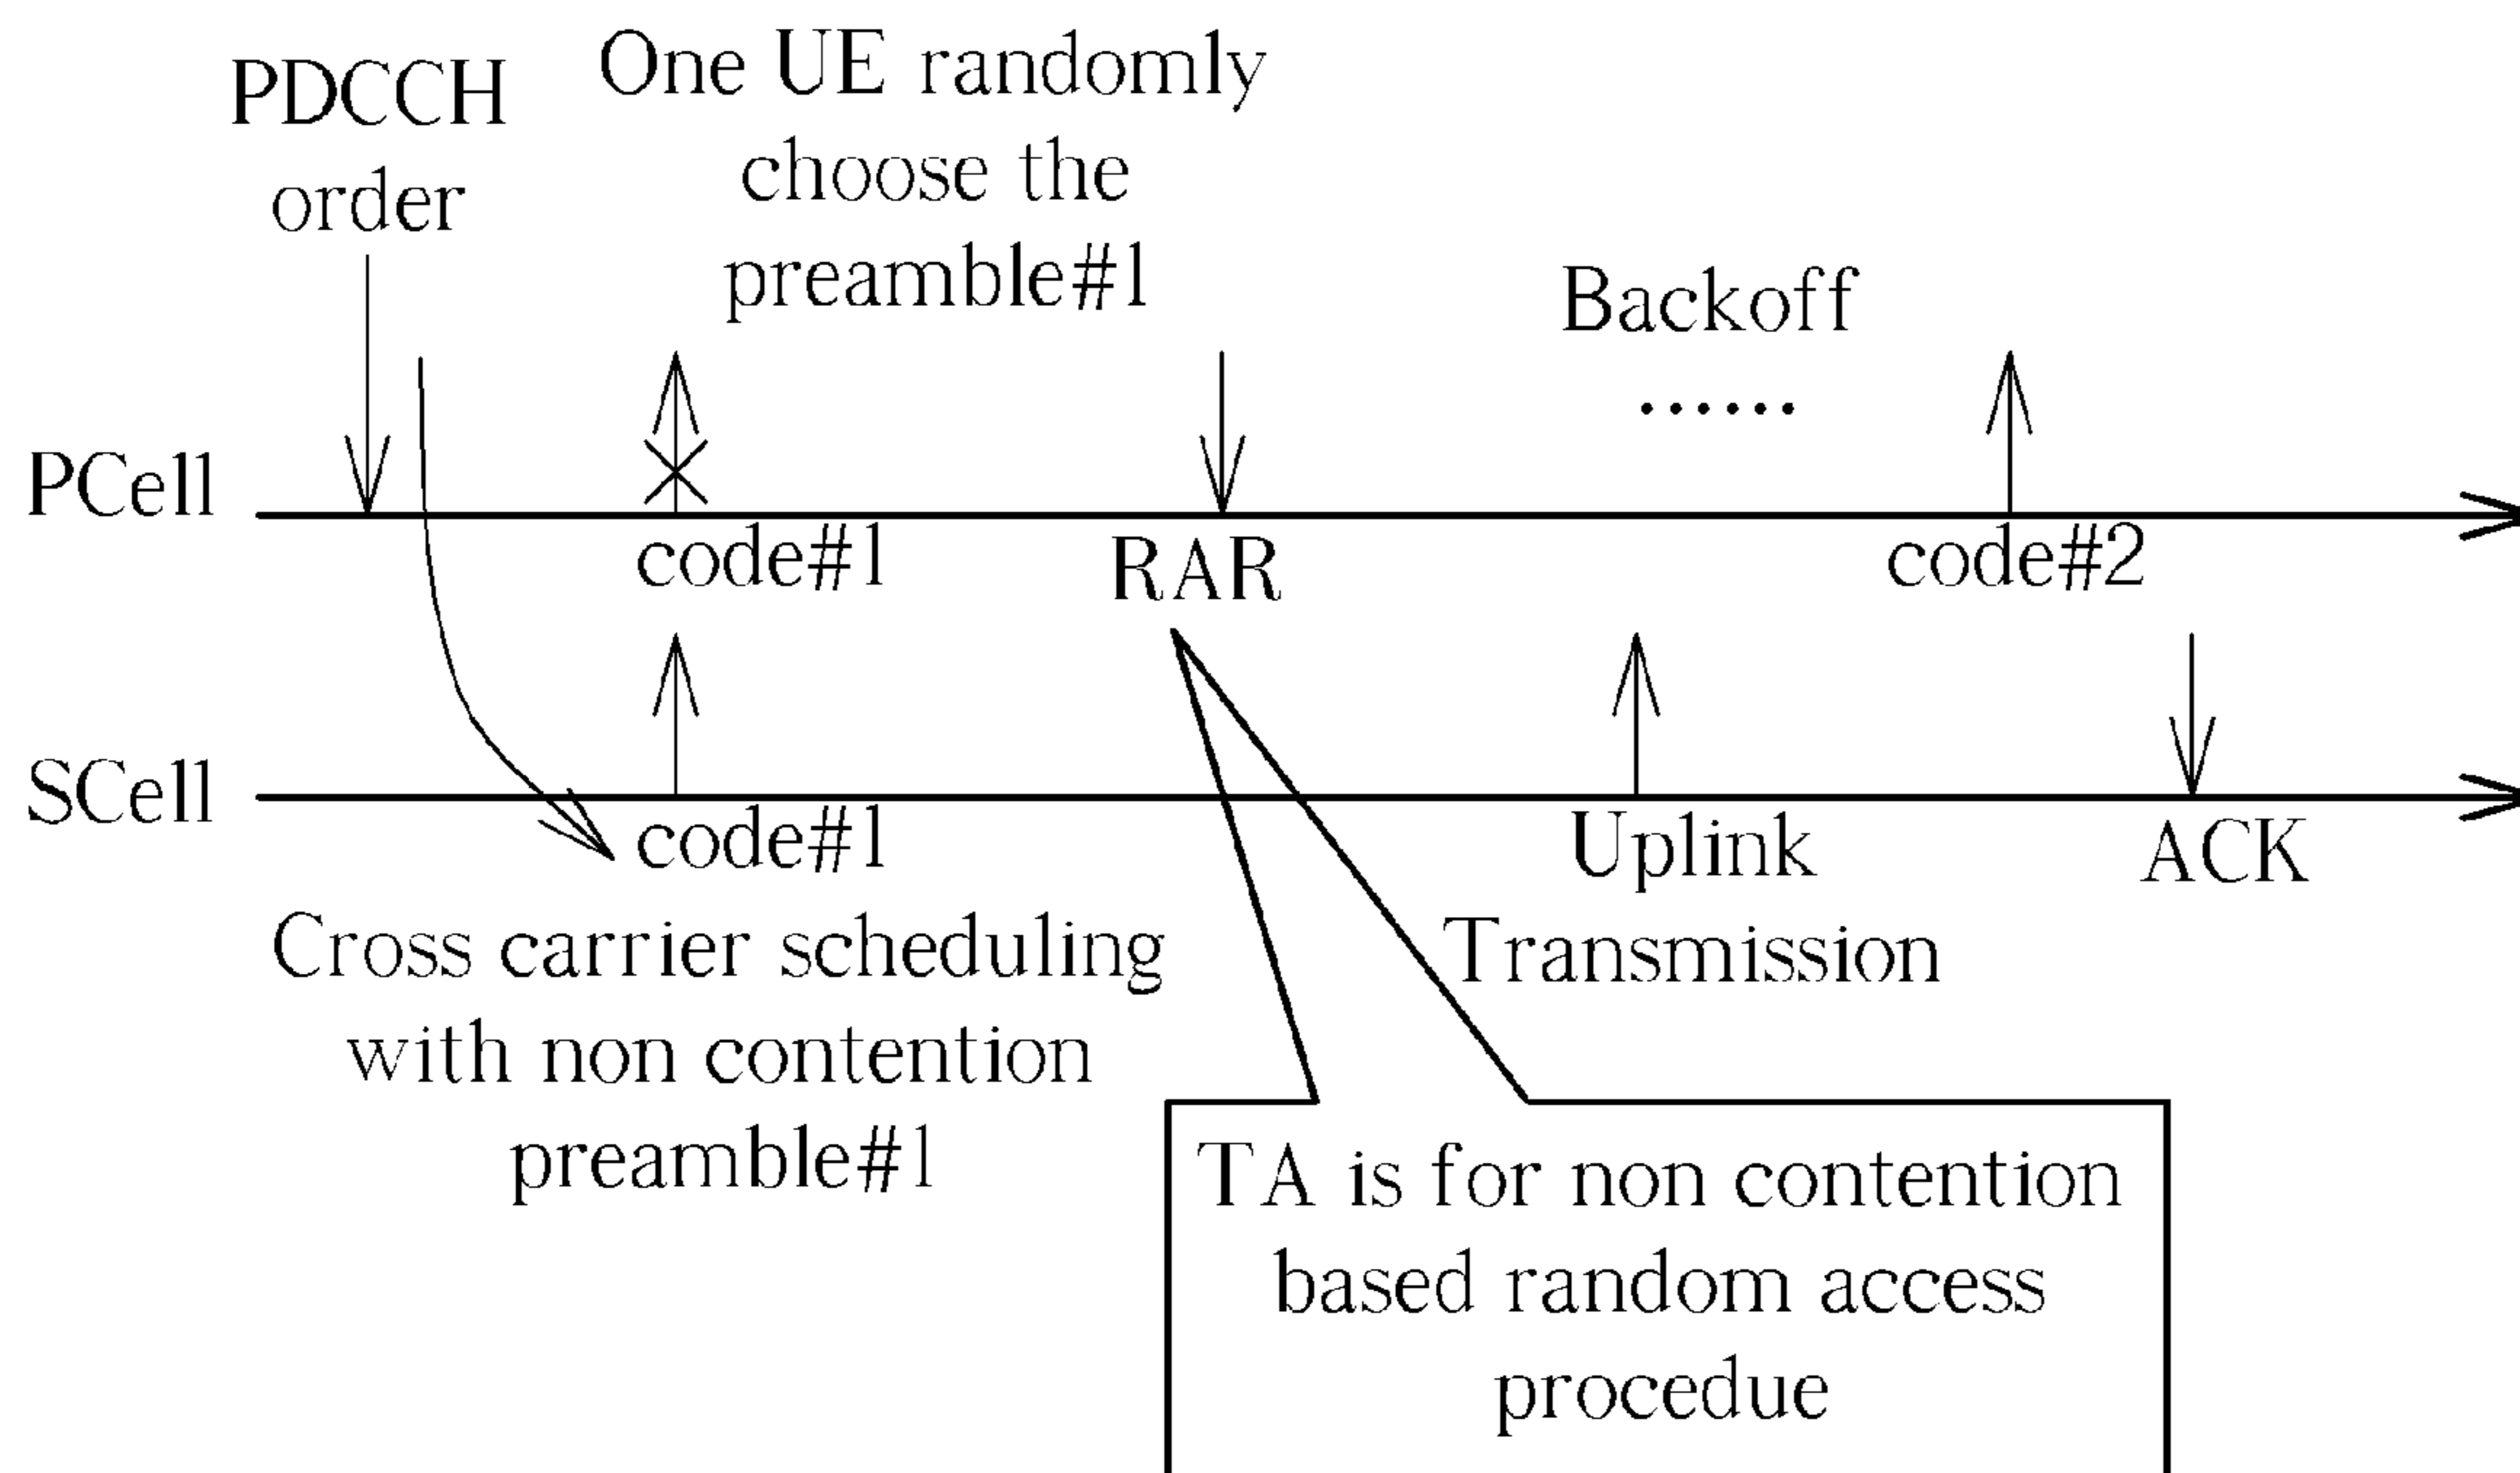 PDCCH
order
One UE randomly
choose the
preamble#1
Backoff
......
PCell
code#1
RAR
code#2
SCell
code#1
Uplink
Transmission
ACK
Cross carrier scheduling
with non contention
preamble#1
TA is for non contention
based random access
procedue